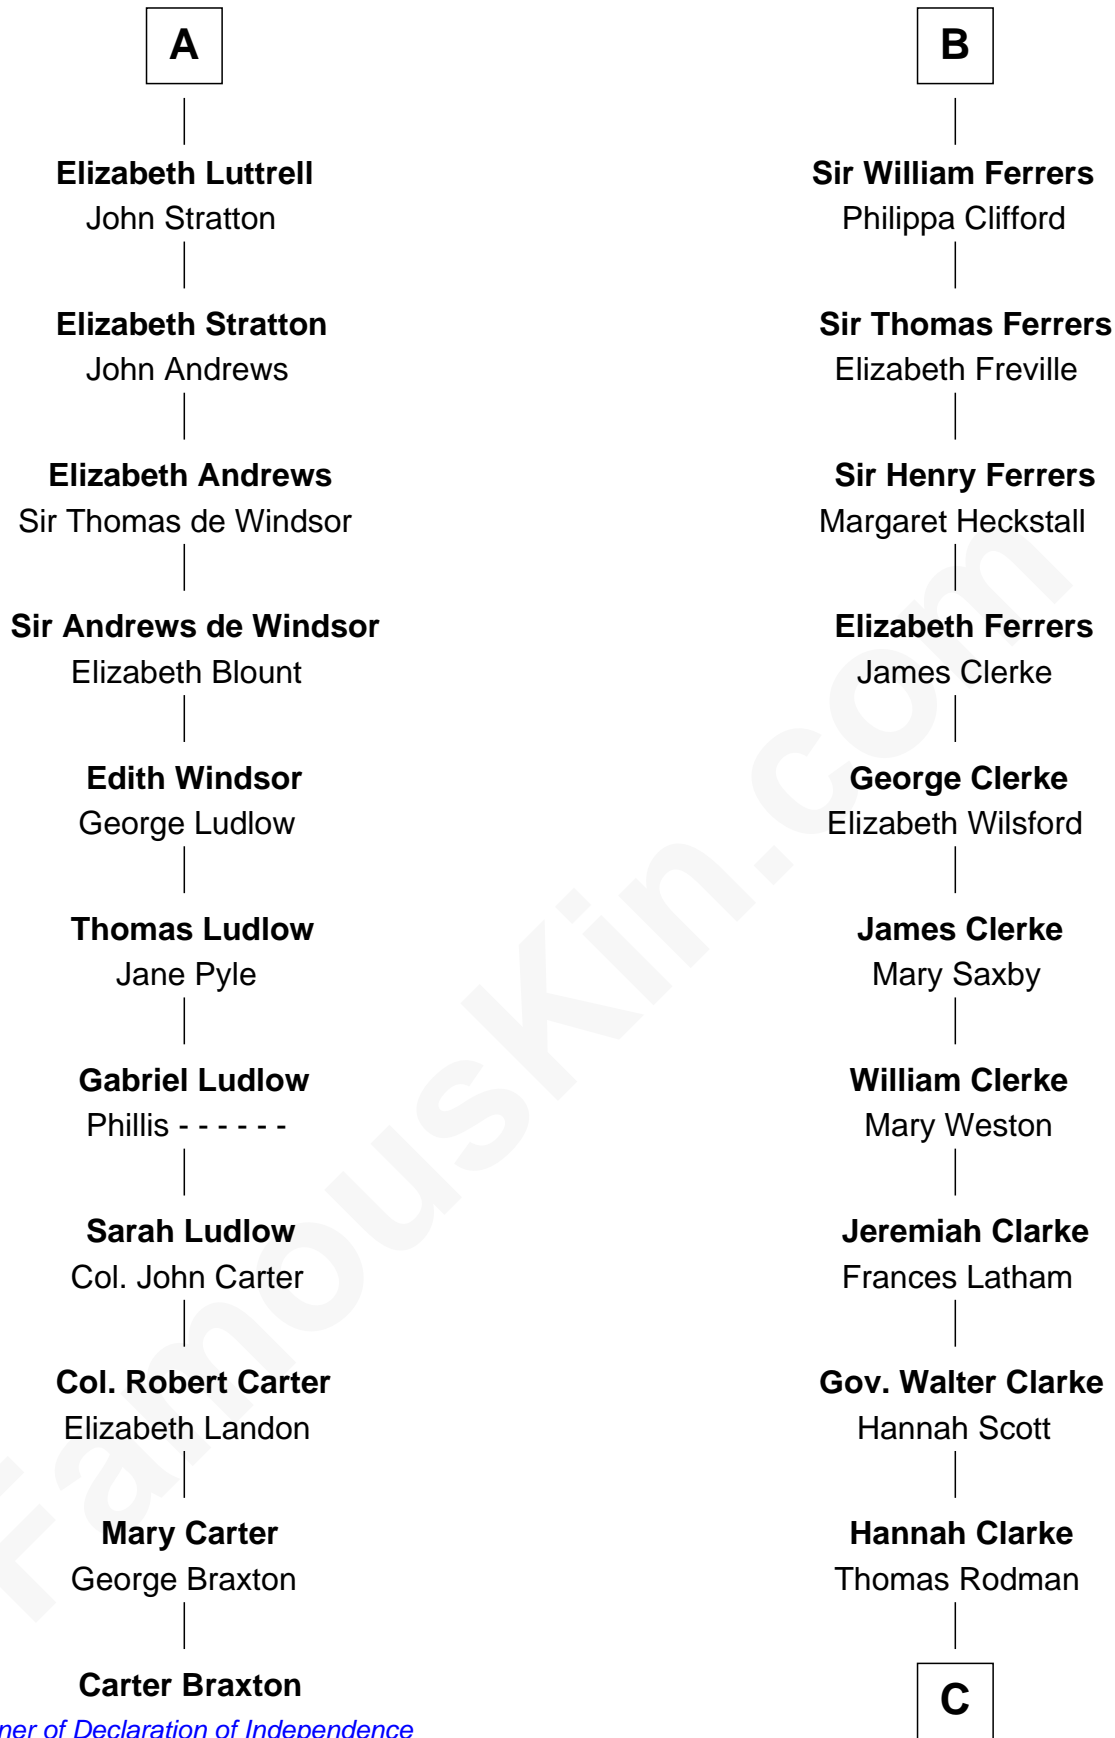 A
Elizabeth Luttrell
John Stratton
Elizabeth Stratton
John Andrews
Elizabeth Andrews
Sir Thomas de Windsor
Sir Andrews de Windsor
Elizabeth Blount
Edith Windsor
George Ludlow
Thomas Ludlow
Jane Pyle
Gabriel Ludlow
Phillis - - - - - -
Sarah Ludlow
Col. John Carter
Col. Robert Carter
Elizabeth Landon
Mary Carter
George Braxton
Carter Braxton
ner of Declaration of Independence
B
Sir William Ferrers
Philippa Clifford
Sir Thomas Ferrers
Elizabeth Freville
Sir Henry Ferrers
Margaret Heckstall
Elizabeth Ferrers
James Clerke
George Clerke
Elizabeth Wilsford
James Clerke
Mary Saxby
William Clerke
Mary Weston
Jeremiah Clarke
Frances Latham
Gov. Walter Clarke
Hannah Scott
Hannah Clarke
Thomas Rodman
C
FamousKin.com